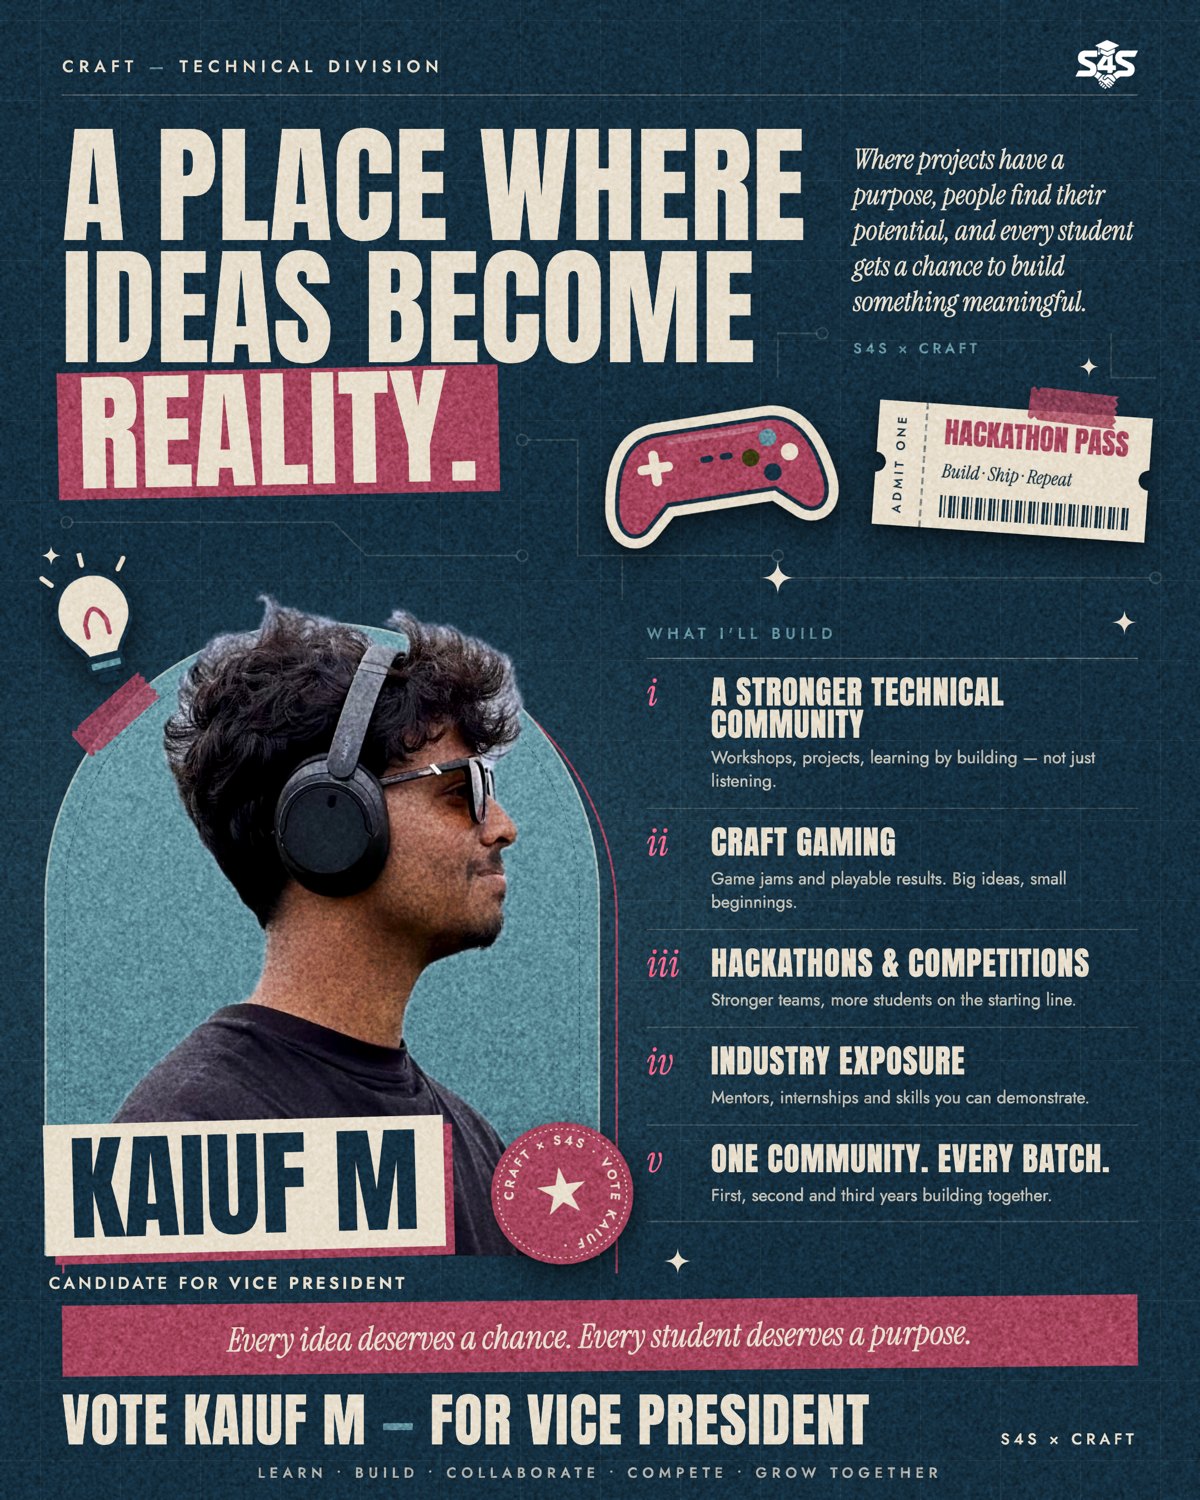 CRAFT — TECHNICAL DIVISION
S4S
A PLACE WHERE
IDEAS BECOME
REALITY.
Where projects have a
purpose, people find their
potential, and every student
gets a chance to build
something meaningful.
S4S × CRAFT
ADMIT ONE
HACKATHON PASS
Build · Ship · Repeat
WHAT I'LL BUILD
i
A STRONGER TECHNICAL
COMMUNITY
Workshops, projects, learning by building — not just
listening.
ii
CRAFT GAMING
Game jams and playable results. Big ideas, small
beginnings.
iii
HACKATHONS & COMPETITIONS
Stronger teams, more students on the starting line.
iv
INDUSTRY EXPOSURE
Mentors, internships and skills you can demonstrate.
v
ONE COMMUNITY. EVERY BATCH.
First, second and third years building together.
KAIUF M
CRAFT × S4S · VOTE KAIUF ·
CANDIDATE FOR VICE PRESIDENT
Every idea deserves a chance. Every student deserves a purpose.
VOTE KAIUF M – FOR VICE PRESIDENT
S4S × CRAFT
LEARN · BUILD · COLLABORATE · COMPETE · GROW TOGETHER